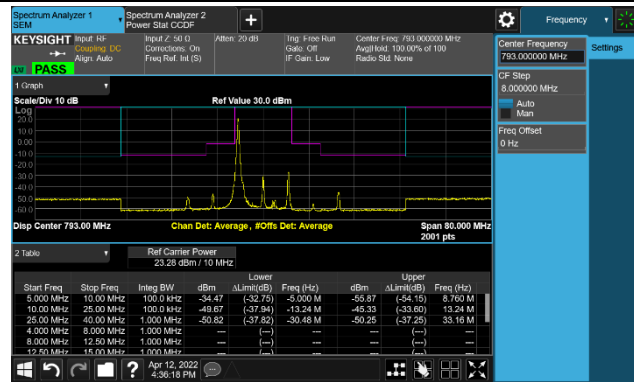 Spectrum Analyzer 1
SEM
Spectrum Analyzer 2
Power Stat CCDF
Frequency
KEYSIGHT
Input: RF
Coupling: DC
Align: Auto
Input Z: 50 Ω
Corrections: On
Freq Ref: Int (S)
Atten: 20 dB
Trig: Free Run
Gate: Off
IF Gain: Low
Center Freq: 793.000000 MHz
Avg|Hold: 100.00% of 100
Radio Std: None
LM PASS
Center Frequency
793.000000 MHz
Settings
CF Step
8.000000 MHz
Auto
Man
Freq Offset
0 Hz
1 Graph
Scale/Div 10 dB
Ref Value 30.0 dBm
Log
20.0
10.0
0.00
-10.0
-20.0
-30.0
-40.0
-50.0
-60.0
Disp Center 793.00 MHz
Chan Det: Average , #Offs Det: Average
Span 80.000 MHz
2001 pts
2 Table
Ref Carrier Power
23.28 dBm / 10 MHz
Lower Upper
Start Freq Stop Freq Integ BW dBm ΔLimit(dB) Freq (Hz) dBm ΔLimit(dB) Freq (Hz)
5.000 MHz 10.00 MHz 100.0 kHz -34.47 (-32.75) -5.000 M -55.87 (-54.15) 8.760 M
10.00 MHz 25.00 MHz 100.0 kHz -49.67 (-37.94) -13.24 M -45.33 (-33.60) 13.24 M
25.00 MHz 40.00 MHz 1.000 MHz -50.82 (-37.82) -30.48 M -50.25 (-37.25) 33.16 M
4.000 MHz 8.000 MHz 1.000 MHz --- (---) --- --- (---) ---
8.000 MHz 12.50 MHz 1.000 MHz --- (---) --- --- (---) ---
12.50 MHz 15.00 MHz 1.000 MHz --- (---) --- --- (---) ---
Apr 12, 2022
4:36:18 PM